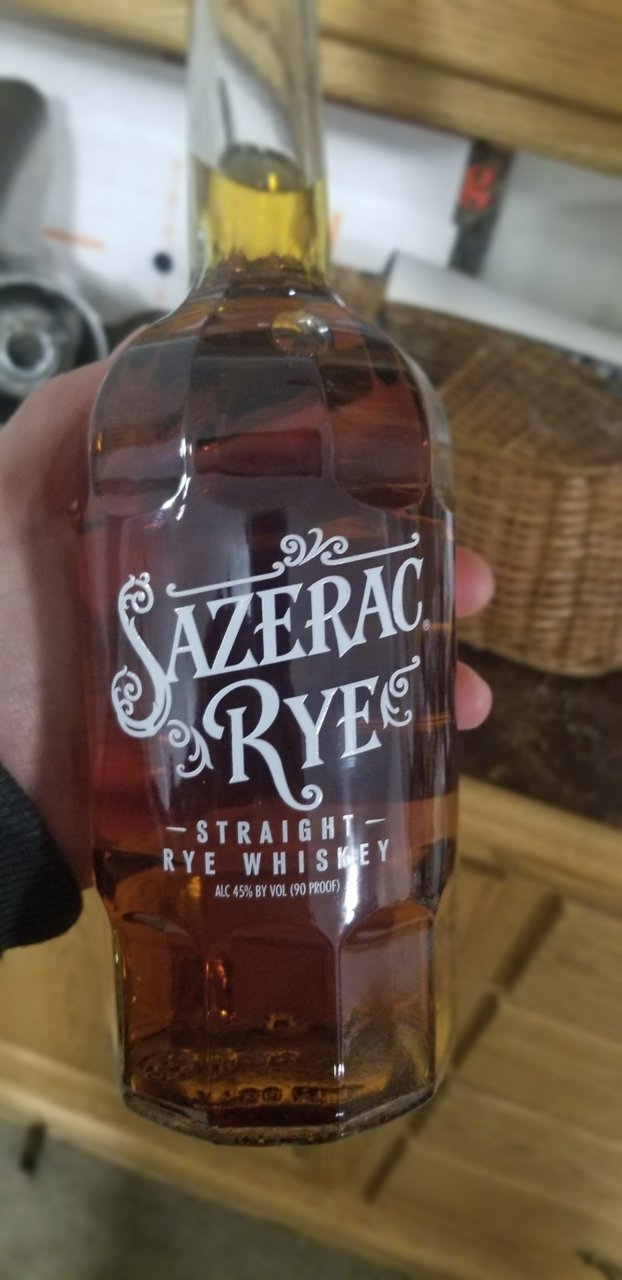 SAZERAC®
RYE
—STRAIGHT—
RYE WHISKEY
ALC 45% BY VOL (90 PROOF)